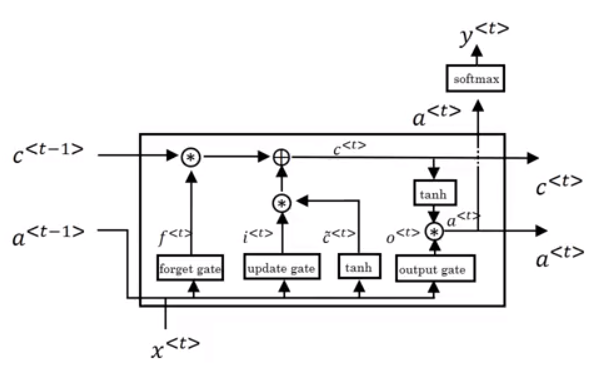 y<t>
softmax
a<t>
c<t-1>
c<t>
*
⊕
c<t>
tanh
a<t-1>
*
f<t>
i<t>
c̃<t>
o<t>
*
a<t>
a<t>
forget gate
update gate
tanh
output gate
x<t>